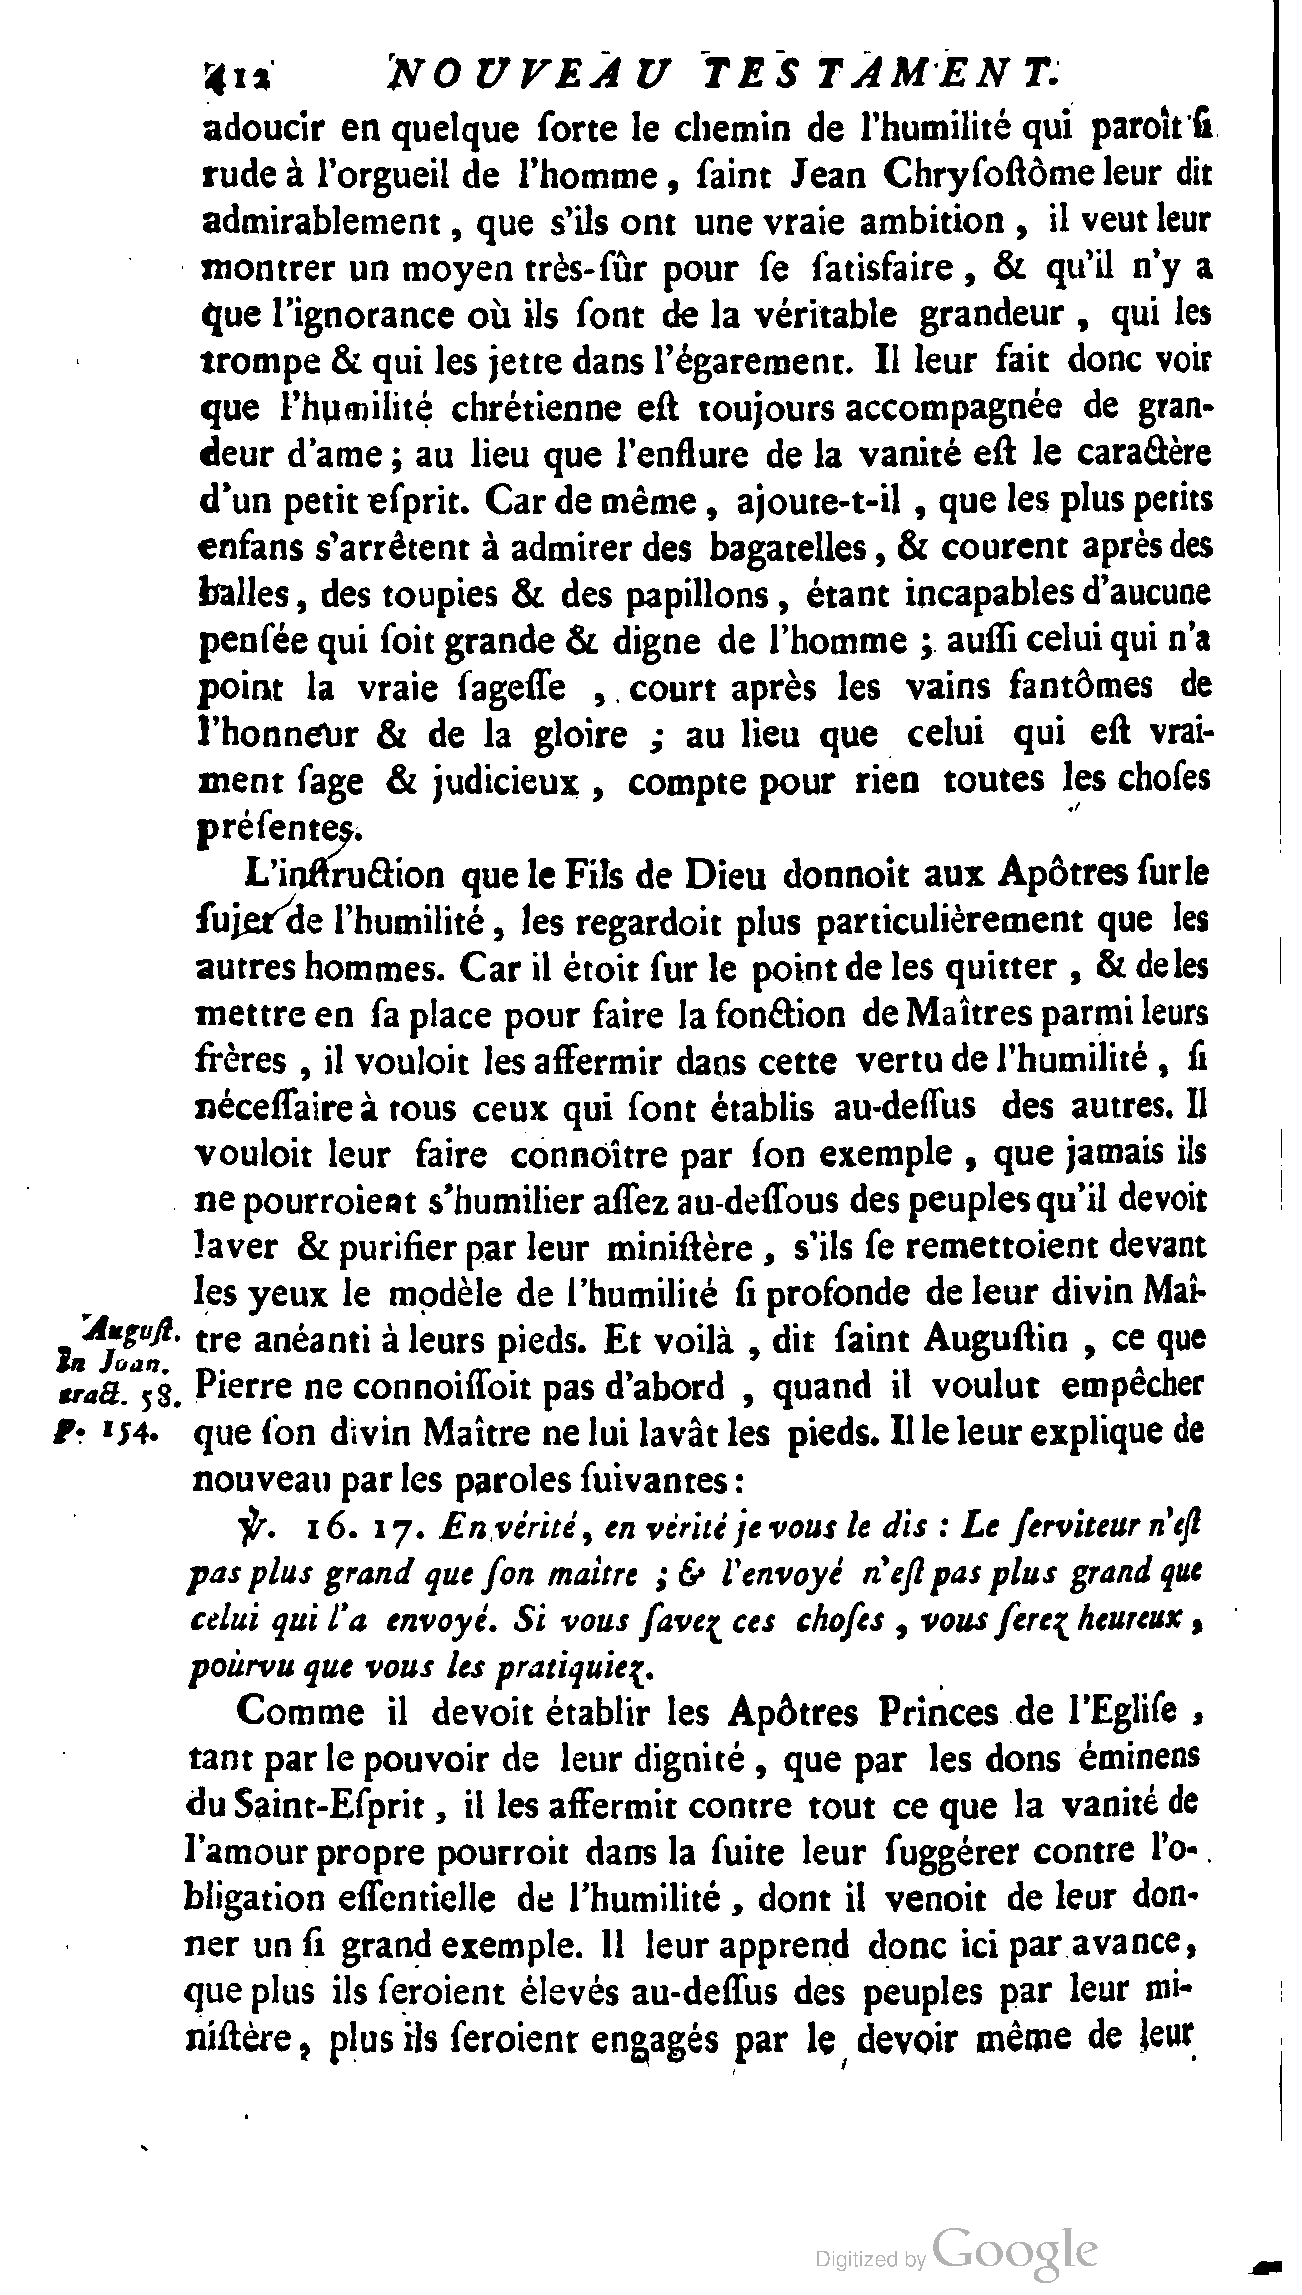 412 NOUVEAU TESTAMENT.
adoucir en quelque ſorte le chemin de l'humilité qui paroît ſi
rude à l'orgueil de l'homme, ſaint Jean Chryſoſtôme leur dit
admirablement, que s'ils ont une vraie ambition, il veut leur
montrer un moyen très-ſûr pour ſe ſatisfaire, & qu'il n'y a
que l'ignorance où ils ſont de la véritable grandeur, qui les
trompe & qui les jette dans l'égarement. Il leur fait donc voir
que l'humilité chrétienne eſt toujours accompagnée de gran-
deur d'ame; au lieu que l'enflure de la vanité eſt le caractère
d'un petit eſprit. Car de même, ajoute-t-il, que les plus petits
enfans s'arrêtent à admirer des bagatelles, & courent après des
balles, des toupies & des papillons, étant incapables d'aucune
penſée qui ſoit grande & digne de l'homme; auſſi celui qui n'a
point la vraie ſageſſe, court après les vains fantômes de
l'honneur & de la gloire; au lieu que celui qui eſt vrai-
ment ſage & judicieux, compte pour rien toutes les choſes
préſentes.
L'inſtruction que le Fils de Dieu donnoit aux Apôtres ſur le
ſujet de l'humilité, les regardoit plus particulièrement que les
autres hommes. Car il étoit ſur le point de les quitter, & de les
mettre en ſa place pour faire la fonction de Maîtres parmi leurs
frères, il vouloit les affermir dans cette vertu de l'humilité, ſi
néceſſaire à tous ceux qui ſont établis au-deſſus des autres. Il
vouloit leur faire connoître par ſon exemple, que jamais ils
ne pourroient s'humilier aſſez au-deſſous des peuples qu'il devoit
laver & purifier par leur miniſtère, s'ils ſe remettoient devant
les yeux le modèle de l'humilité ſi profonde de leur divin Maî-
tre anéanti à leurs pieds. Et voilà, dit ſaint Auguſtin, ce que
Pierre ne connoiſſoit pas d'abord, quand il voulut empêcher
que ſon divin Maître ne lui lavât les pieds. Il le leur explique de
nouveau par les paroles ſuivantes:
Auguſt.
In Joan.
tract. 58.
p. 154.
℣. 16. 17. En vérité, en vérité je vous le dis: Le ſerviteur n'eſt
pas plus grand que ſon maître; & l'envoyé n'eſt pas plus grand que
celui qui l'a envoyé. Si vous ſavez ces choſes, vous ſerez heureux,
pourvu que vous les pratiquiez.
Comme il devoit établir les Apôtres Princes de l'Egliſe,
tant par le pouvoir de leur dignité, que par les dons éminens
du Saint-Eſprit, il les affermit contre tout ce que la vanité de
l'amour propre pourroit dans la ſuite leur ſuggérer contre l'o-
bligation eſſentielle de l'humilité, dont il venoit de leur don-
ner un ſi grand exemple. Il leur apprend donc ici par avance,
que plus ils ſeroient élevés au-deſſus des peuples par leur mi-
niſtère, plus ils ſeroient engagés par le devoir même de leur
Digitized by Google